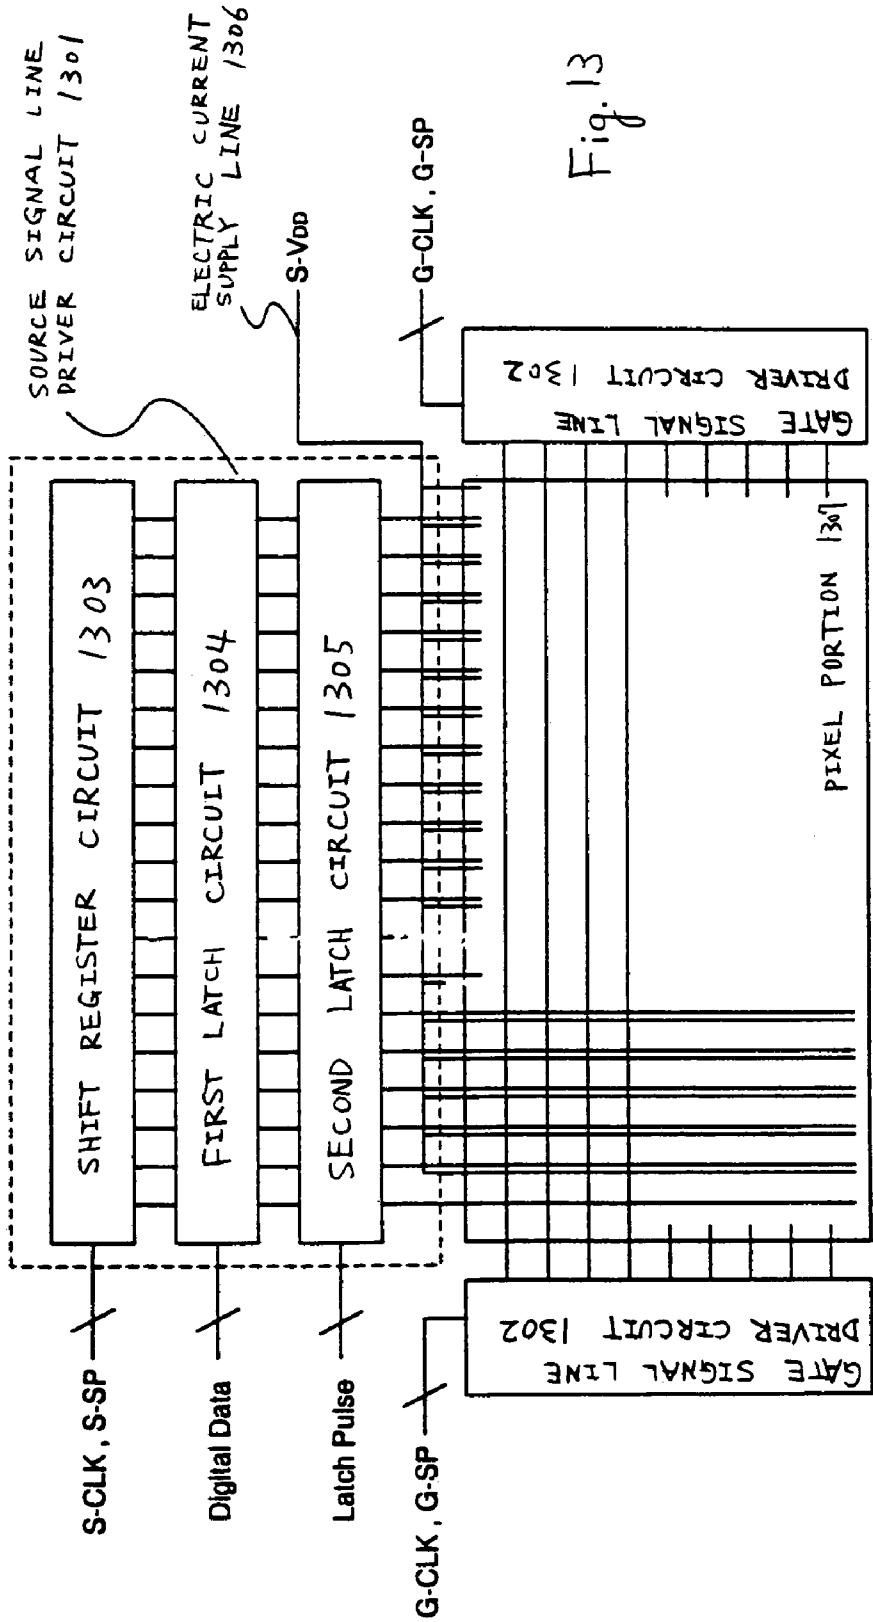 SOURCE SIGNAL LINE
DRIVER CIRCUIT 1301
ELECTRIC CURRENT
SUPPLY LINE 1306
S-VDD
G-CLK, G-SP
Fig. 13
SHIFT REGISTER CIRCUIT 1303
FIRST LATCH CIRCUIT 1304
SECOND LATCH CIRCUIT 1305
S-CLK, S-SP
Digital Data
Latch Pulse
G-CLK, G-SP
GATE SIGNAL LINE
DRIVER CIRCUIT 1302
GATE SIGNAL LINE
DRIVER CIRCUIT 1302
PIXEL PORTION 1307